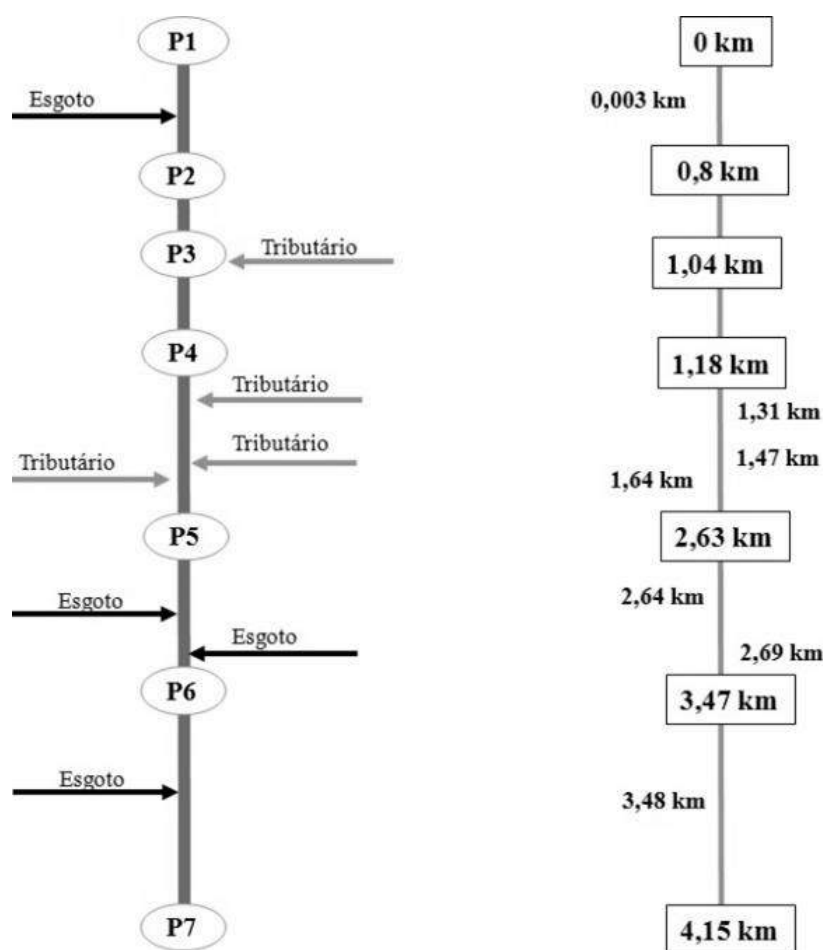 P1
0 km
Esgoto
0,003 km
P2
0,8 km
P3
Tributário
1,04 km
P4
1,18 km
Tributário
1,31 km
Tributário
1,47 km
Tributário
1,64 km
P5
2,63 km
Esgoto
2,64 km
Esgoto
2,69 km
P6
3,47 km
Esgoto
3,48 km
P7
4,15 km